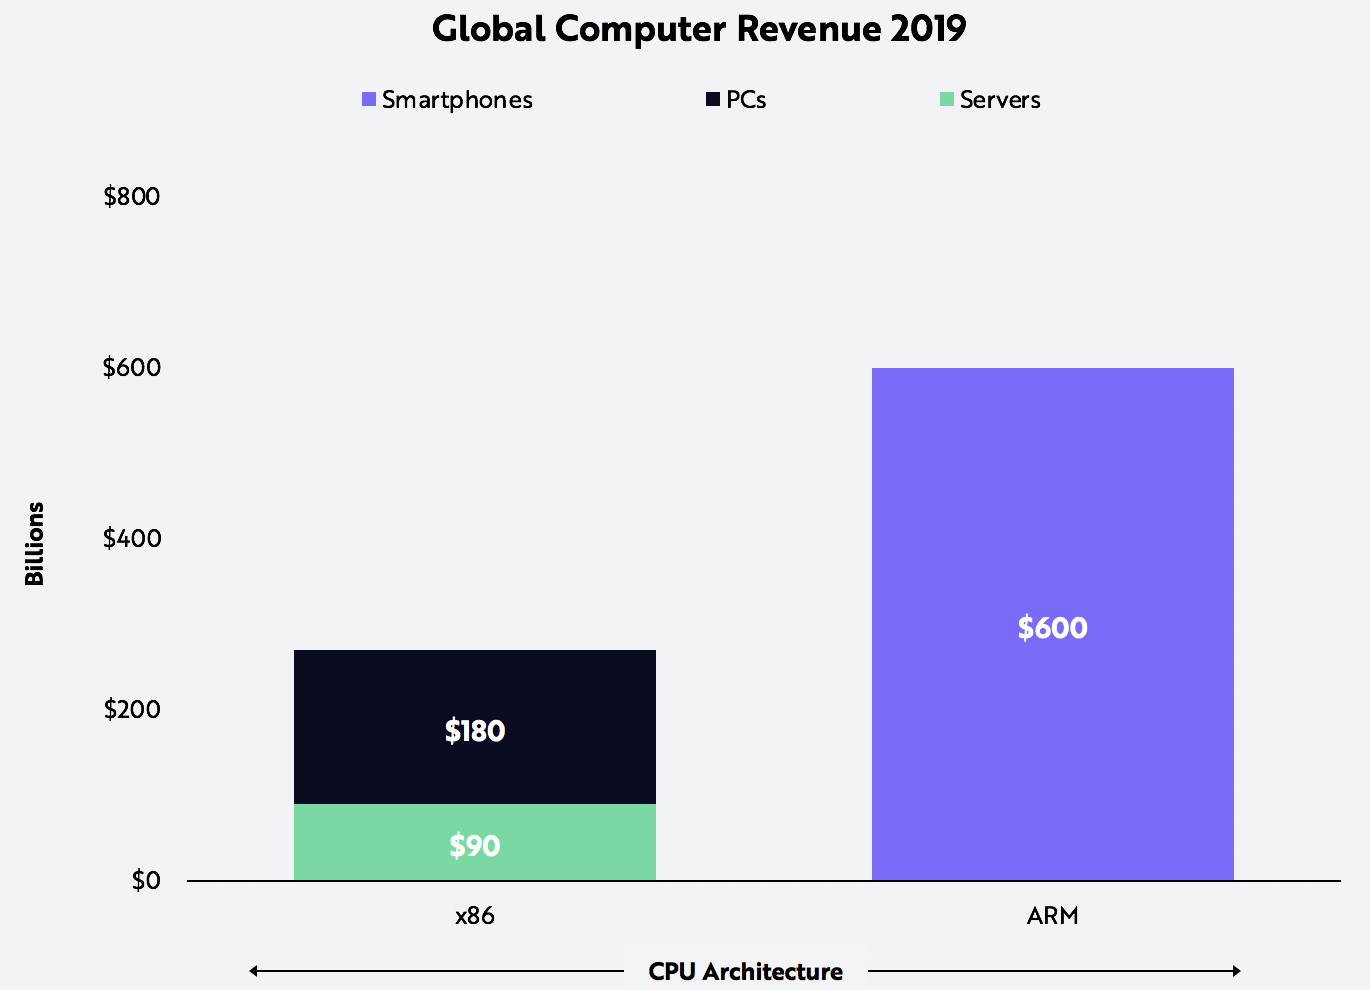 Global Computer Revenue 2019
Smartphones PCs Servers
$800
$600
$400
$200
$0
Billions
$180
$90
$600
x86 ARM
CPU Architecture